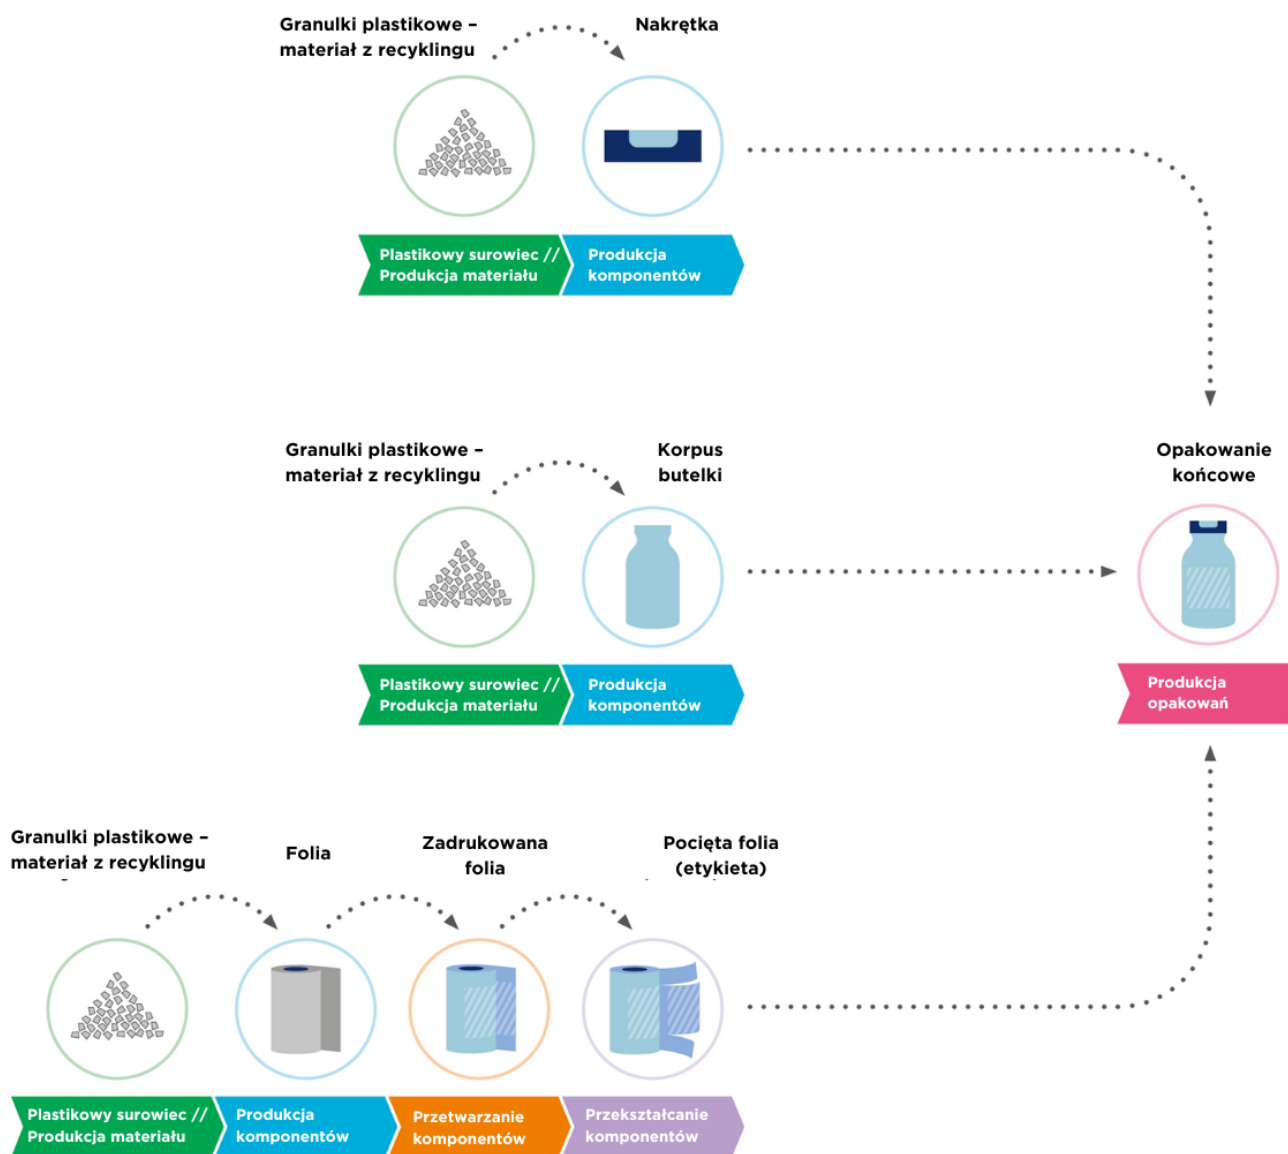 Granulki plastikowe –
materiał z recyklingu
Nakrętka
Plastikowy surowiec //
Produkcja materiału
Produkcja
komponentów
Granulki plastikowe –
materiał z recyklingu
Korpus
butelki
Opakowanie
końcowe
Plastikowy surowiec //
Produkcja materiału
Produkcja
komponentów
Produkcja
opakowań
Granulki plastikowe –
materiał z recyklingu
Folia
Zadrukowana
folia
Pocięta folia
(etykieta)
Plastikowy surowiec //
Produkcja materiału
Produkcja
komponentów
Przetwarzanie
komponentów
Przekształcanie
komponentów